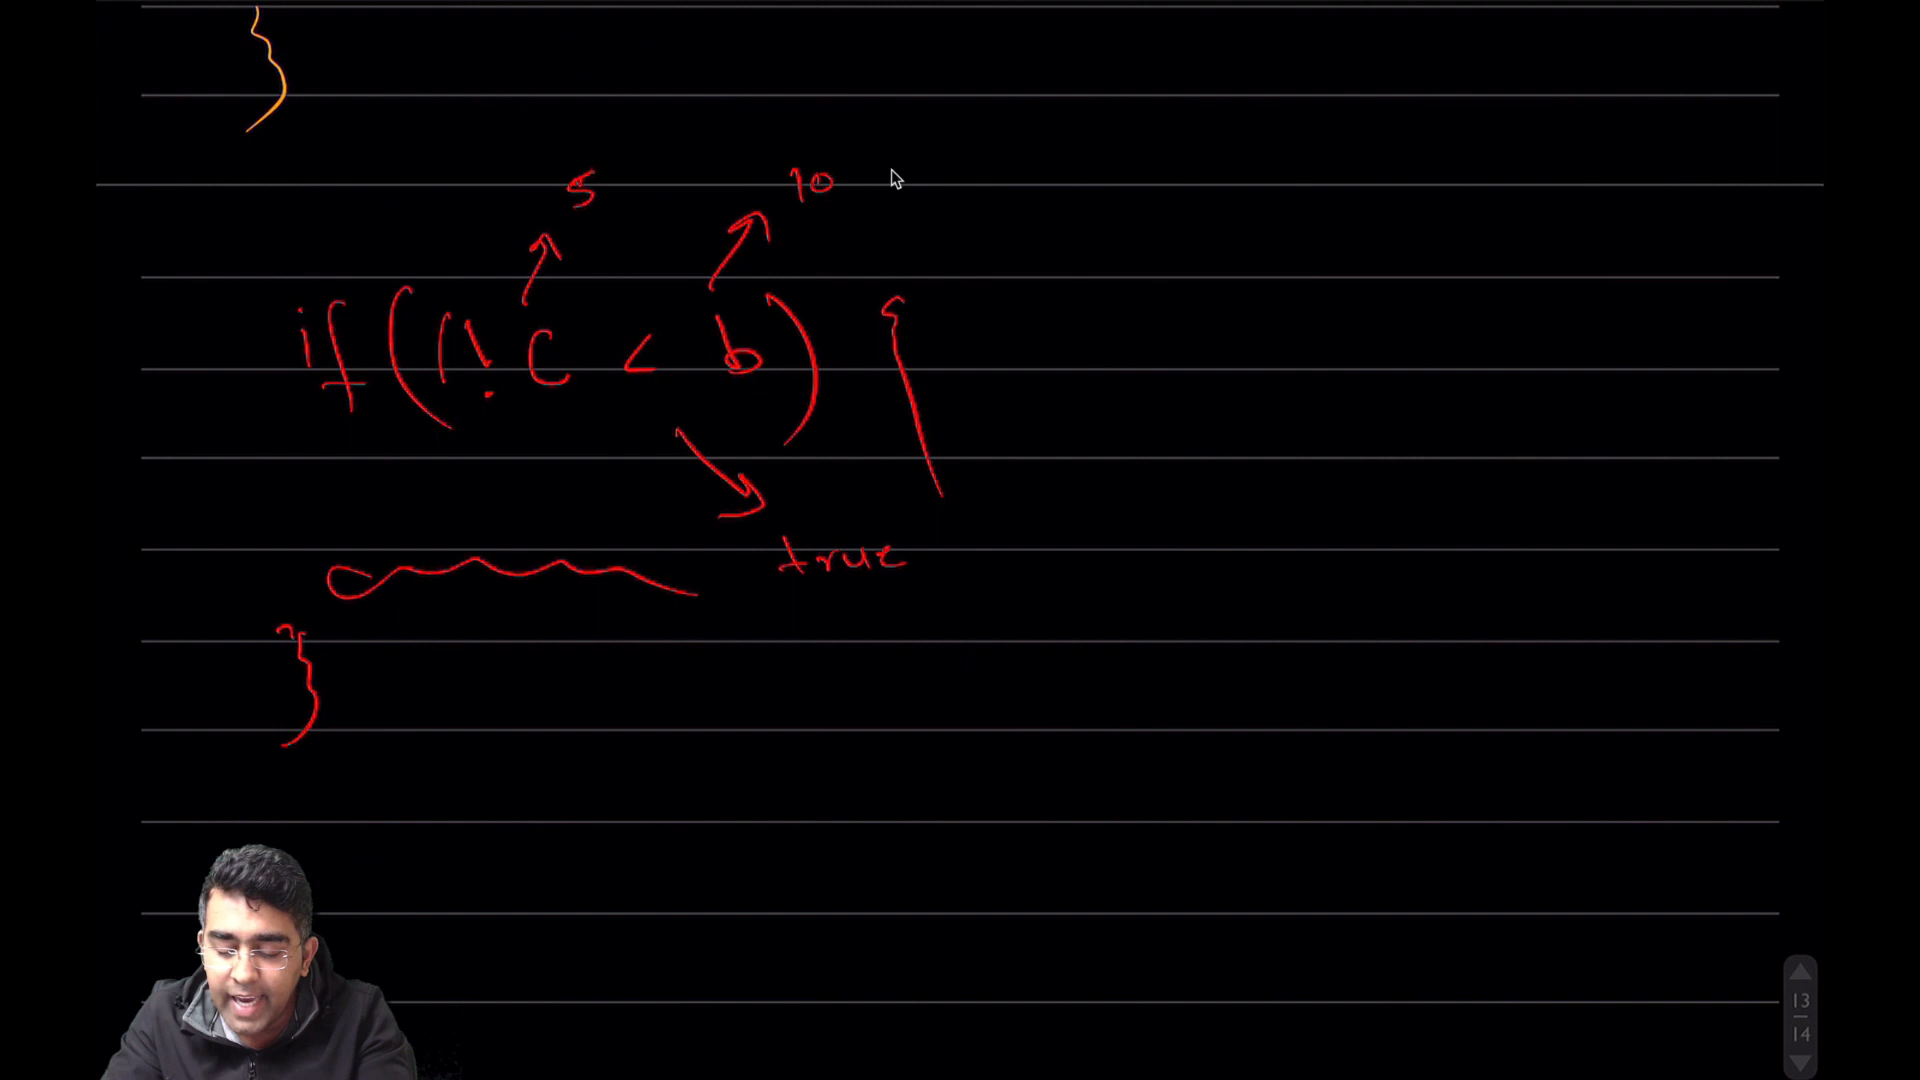 }
5 10
if ( ( ! c < b ) {
true
}
13
14